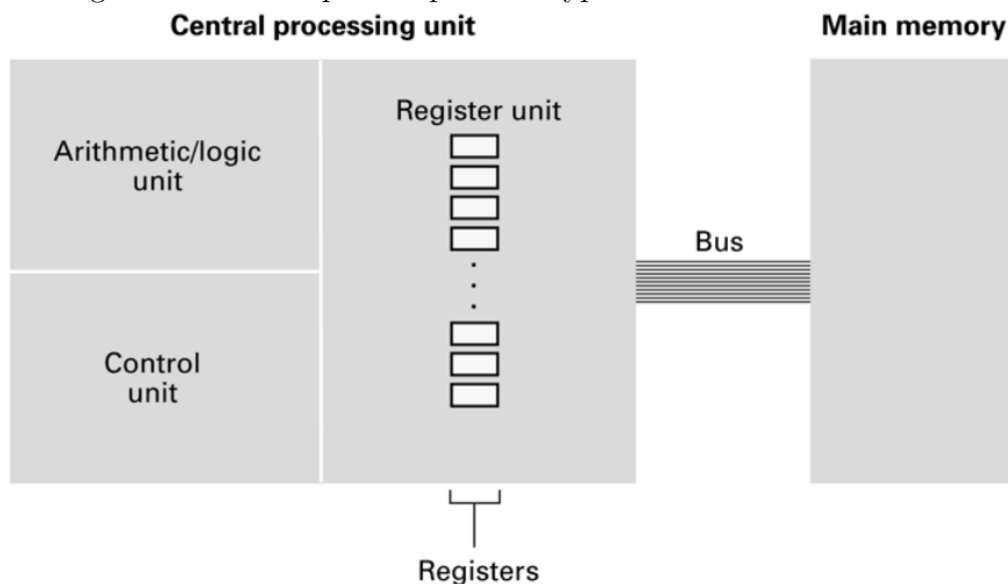 Central processing unit
Main memory
Register unit
Arithmetic/logic
unit
Bus
Control
unit
Registers